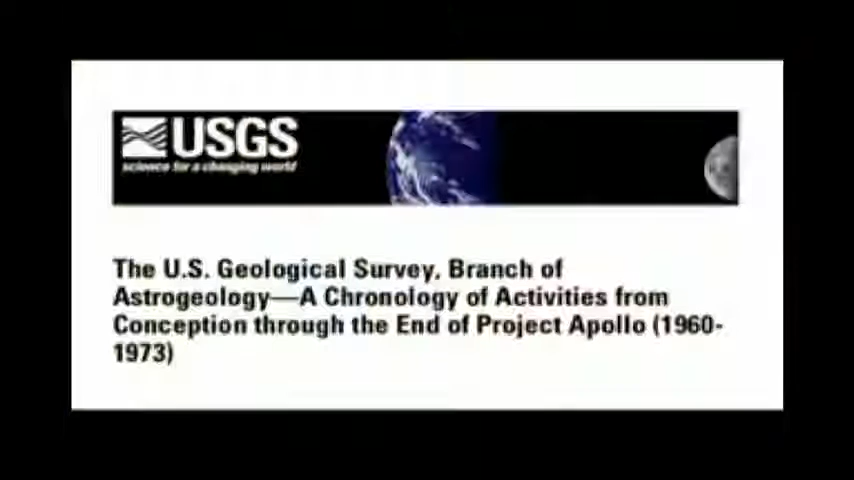 USGS
science for a changing world
The U.S. Geological Survey, Branch of
Astrogeology—A Chronology of Activities from
Conception through the End of Project Apollo (1960-
1973)